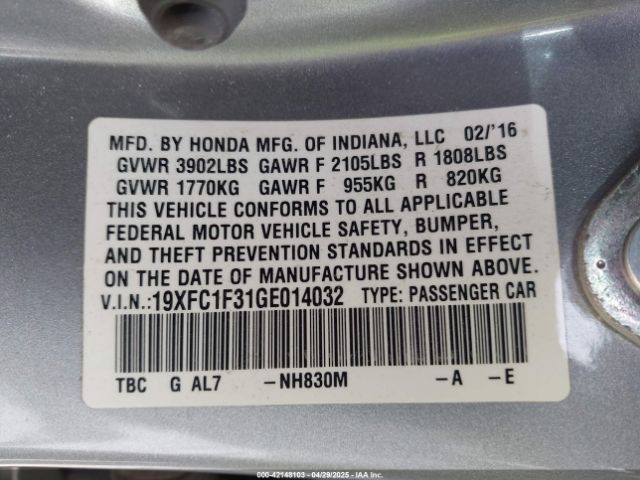 MFD. BY HONDA MFG. OF INDIANA, LLC 02/'16
GVWR 3902LBS GAWR F 2105LBS R 1808LBS
GVWR 1770KG GAWR F 955KG R 820KG
THIS VEHICLE CONFORMS TO ALL APPLICABLE
FEDERAL MOTOR VEHICLE SAFETY, BUMPER,
AND THEFT PREVENTION STANDARDS IN EFFECT
ON THE DATE OF MANUFACTURE SHOWN ABOVE.
V.I.N.:19XFC1F31GE014032 TYPE: PASSENGER CAR
TBC G AL7 -NH830M -A -E
000-42148103 - 04/29/2025 - IAA Inc.